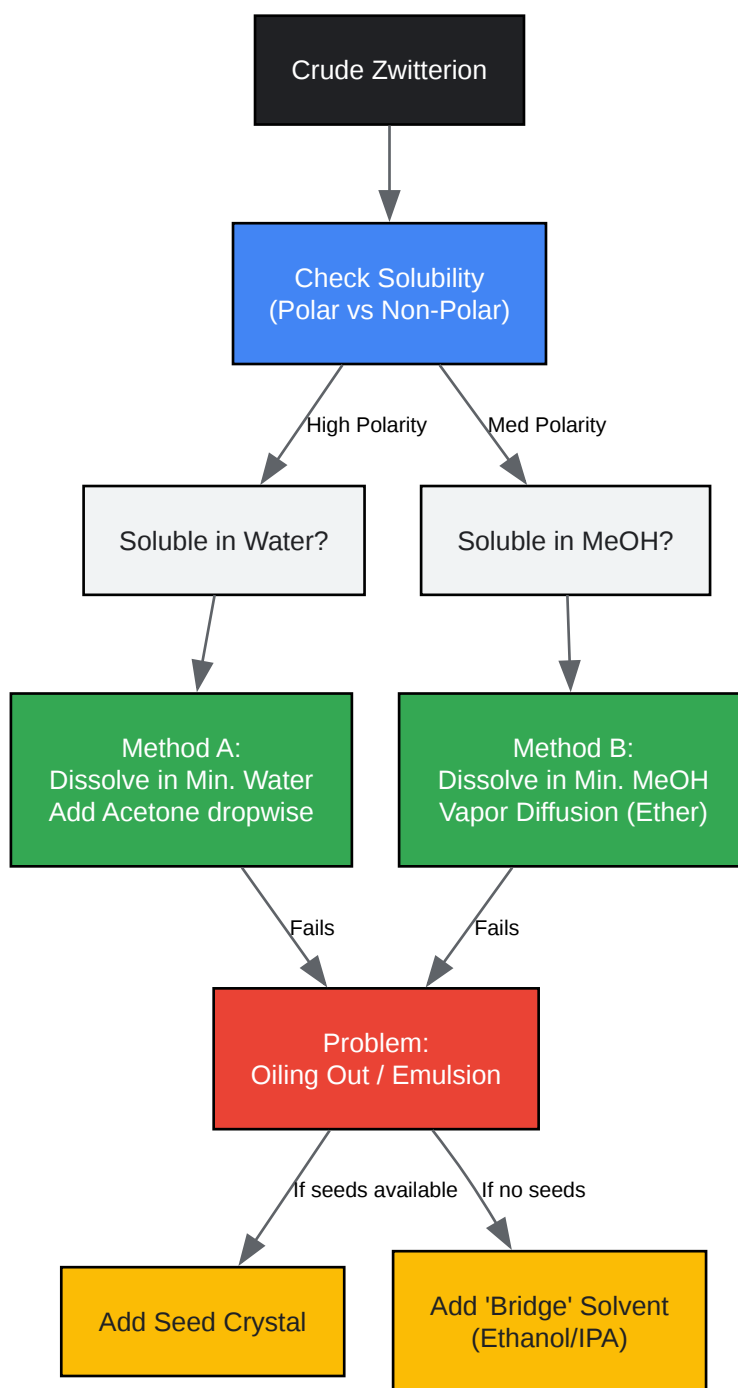 Crude Zwitterion
Check Solubility
(Polar vs Non-Polar)
High Polarity
Med Polarity
Soluble in Water?
Soluble in MeOH?
Method A:
Dissolve in Min. Water
Add Acetone dropwise
Method B:
Dissolve in Min. MeOH
Vapor Diffusion (Ether)
Fails
Fails
Problem:
Oiling Out / Emulsion
If seeds available
If no seeds
Add Seed Crystal
Add 'Bridge' Solvent
(Ethanol/IPA)